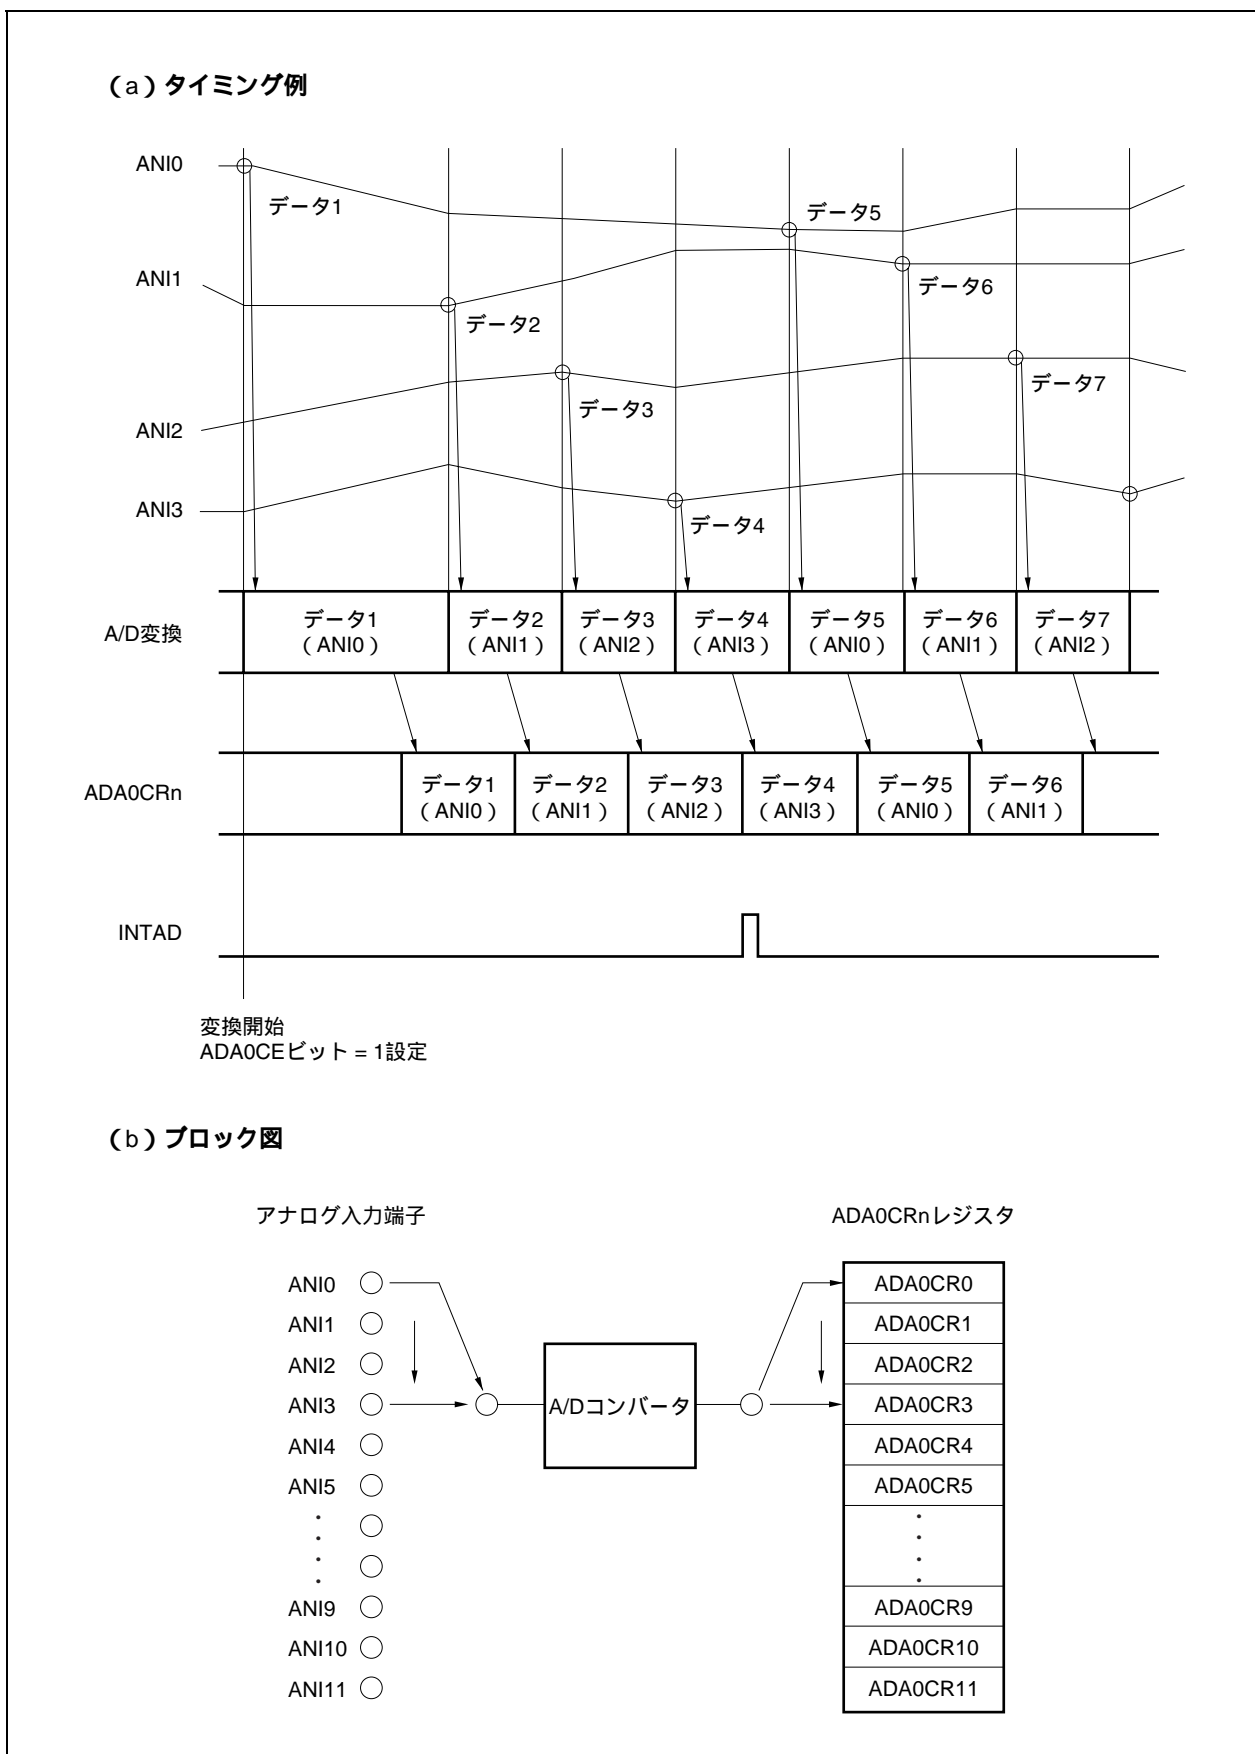 （a）タイミング例
ANI0
データ1
データ5
ANI1
データ6
データ2
データ7
データ3
ANI2
ANI3
データ4
A/D変換
データ1
（ANI0）
データ2
（ANI1）
データ3
（ANI2）
データ4
（ANI3）
データ5
（ANI0）
データ6
（ANI1）
データ7
（ANI2）
ADA0CRn
データ1
（ANI0）
データ2
（ANI1）
データ3
（ANI2）
データ4
（ANI3）
データ5
（ANI0）
データ6
（ANI1）
INTAD
変換開始
ADA0CEビット = 1設定
（b）ブロック図
アナログ入力端子
ADA0CRnレジスタ
ANI0
ANI1
ANI2
ANI3
ANI4
ANI5
ANI9
ANI10
ANI11
A/Dコンバータ
ADA0CR0
ADA0CR1
ADA0CR2
ADA0CR3
ADA0CR4
ADA0CR5
ADA0CR9
ADA0CR10
ADA0CR11